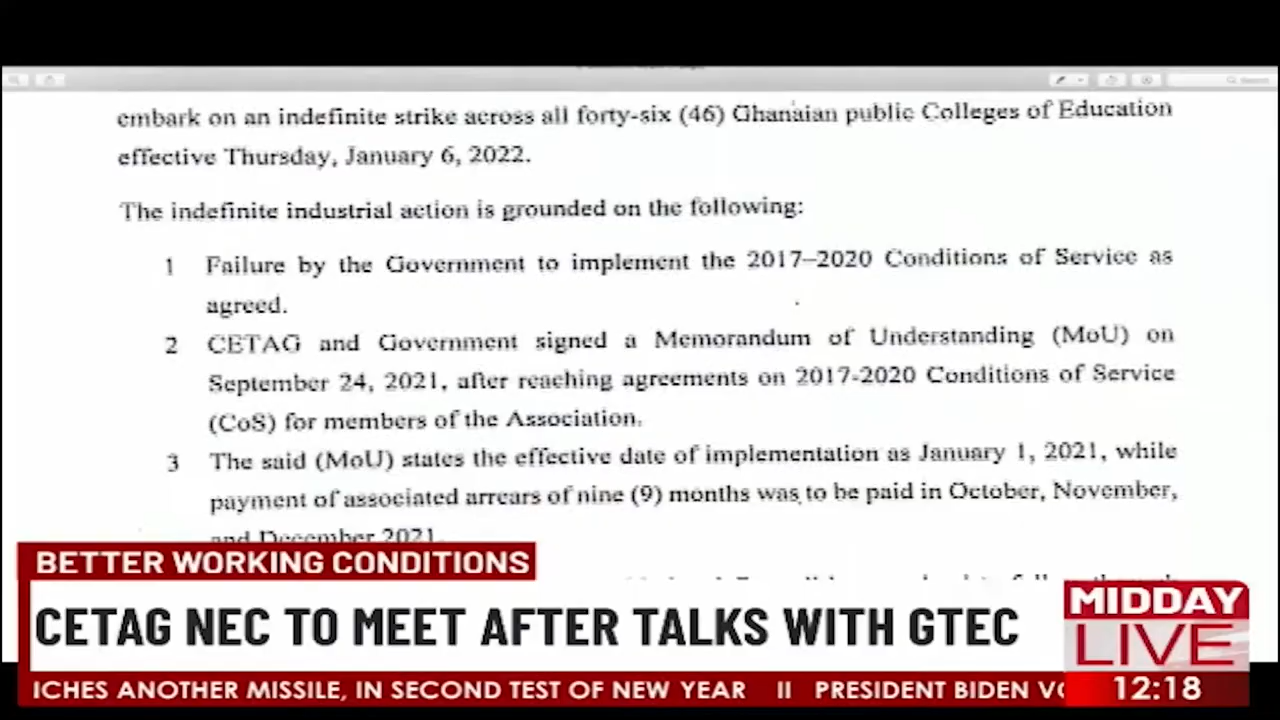 embark on an indefinite strike across all forty-six (46) Ghanaian public Colleges of Education
effective Thursday, January 6, 2022.
The indefinite industrial action is grounded on the following:
1 Failure by the Government to implement the 2017–2020 Conditions of Service as
agreed.
2 CETAG and Government signed a Memorandum of Understanding (MoU) on
September 24, 2021, after reaching agreements on 2017-2020 Conditions of Service
(CoS) for members of the Association.
3 The said (MoU) states the effective date of implementation as January 1, 2021, while
payment of associated arrears of nine (9) months was to be paid in October, November,
and December 2021.
BETTER WORKING CONDITIONS
CETAG NEC TO MEET AFTER TALKS WITH GTEC
MIDDAY
LIVE
ICHES ANOTHER MISSILE, IN SECOND TEST OF NEW YEAR II PRESIDENT BIDEN
12:18